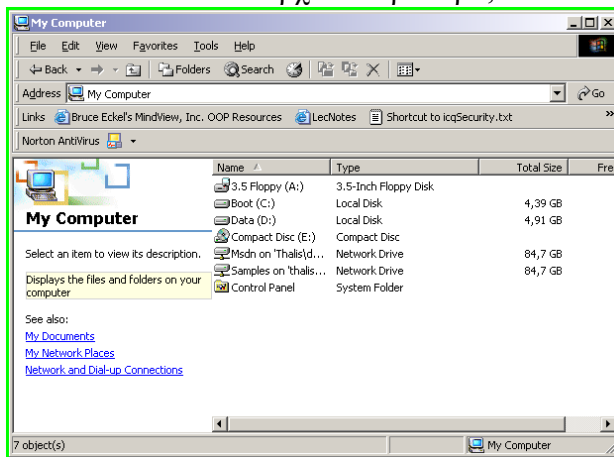 My Computer
File Edit View Favorites Tools Help
Back Folders Search
Address My Computer Go
Links Bruce Eckel's MindView, Inc. OOP Resources LecNotes Shortcut to icqSecurity.txt »
Norton AntiVirus
Name Type Total Size Fre
3.5 Floppy (A:) 3.5-Inch Floppy Disk
Boot (C:) Local Disk 4,39 GB
Data (D:) Local Disk 4,91 GB
Compact Disc (E:) Compact Disc
Msdn on 'Thalis\d... Network Drive 84,7 GB
Samples on 'thalis... Network Drive 84,7 GB
Control Panel System Folder
My Computer
Select an item to view its description.
Displays the files and folders on your
computer
See also:
My Documents
My Network Places
Network and Dial-up Connections
7 object(s) My Computer